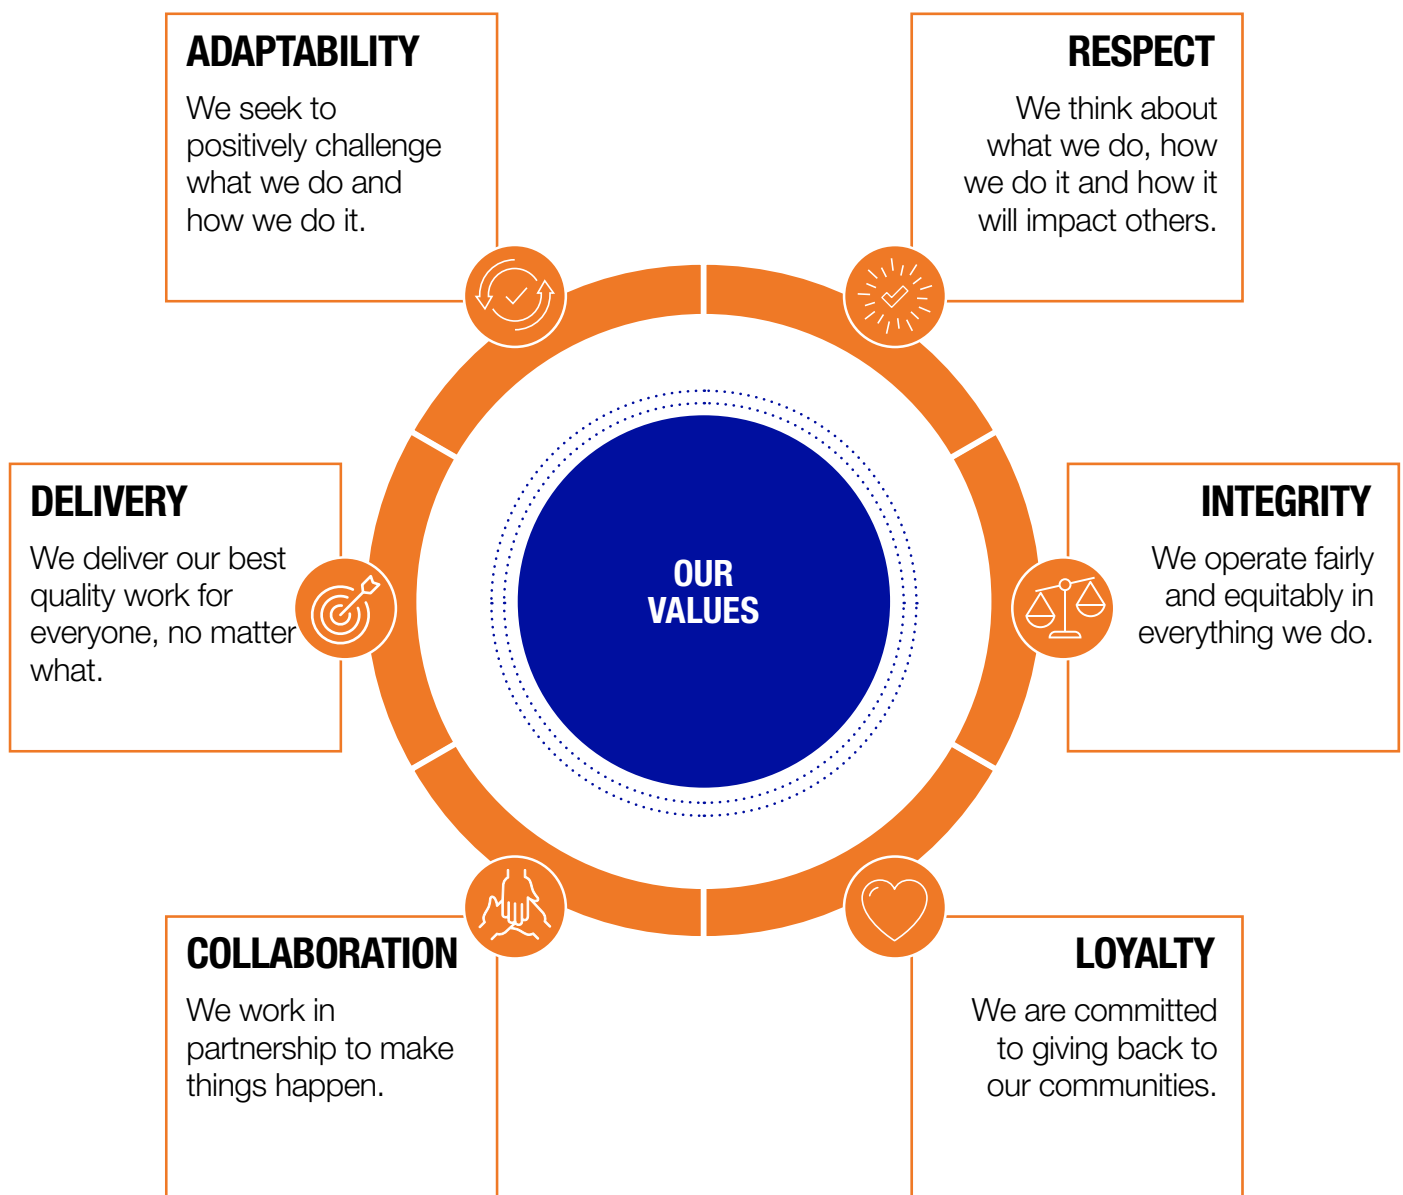 ADAPTABILITY
We seek to
positively challenge
what we do and
how we do it.
RESPECT
We think about
what we do, how
we do it and how it
will impact others.
DELIVERY
We deliver our best
quality work for
everyone, no matter
what.
OUR
VALUES
INTEGRITY
We operate fairly
and equitably in
everything we do.
COLLABORATION
We work in
partnership to make
things happen.
LOYALTY
We are committed
to giving back to
our communities.